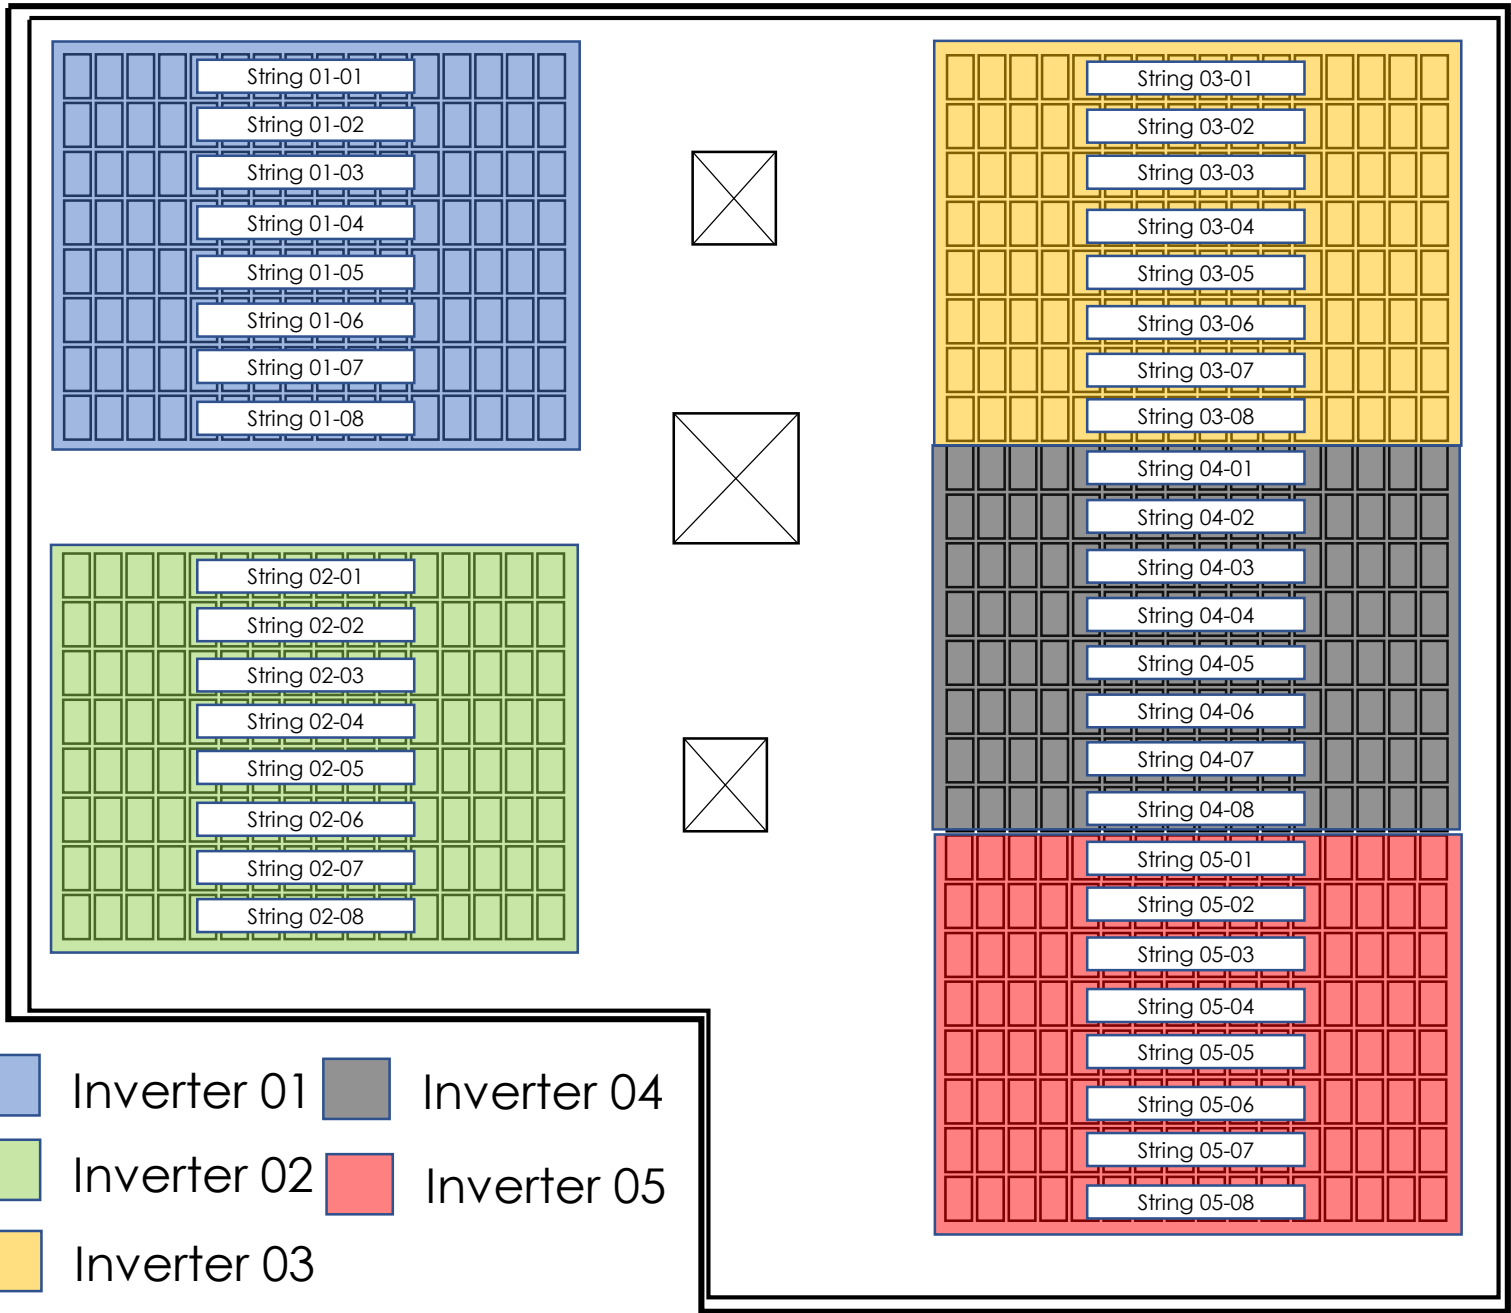 String 01-01
String 01-02
String 01-03
String 01-04
String 01-05
String 01-06
String 01-07
String 01-08
String 02-01
String 02-02
String 02-03
String 02-04
String 02-05
String 02-06
String 02-07
String 02-08
String 03-01
String 03-02
String 03-03
String 03-04
String 03-05
String 03-06
String 03-07
String 03-08
String 04-01
String 04-02
String 04-03
String 04-04
String 04-05
String 04-06
String 04-07
String 04-08
String 05-01
String 05-02
String 05-03
String 05-04
String 05-05
String 05-06
String 05-07
String 05-08
Inverter 01
Inverter 02
Inverter 03
Inverter 04
Inverter 05